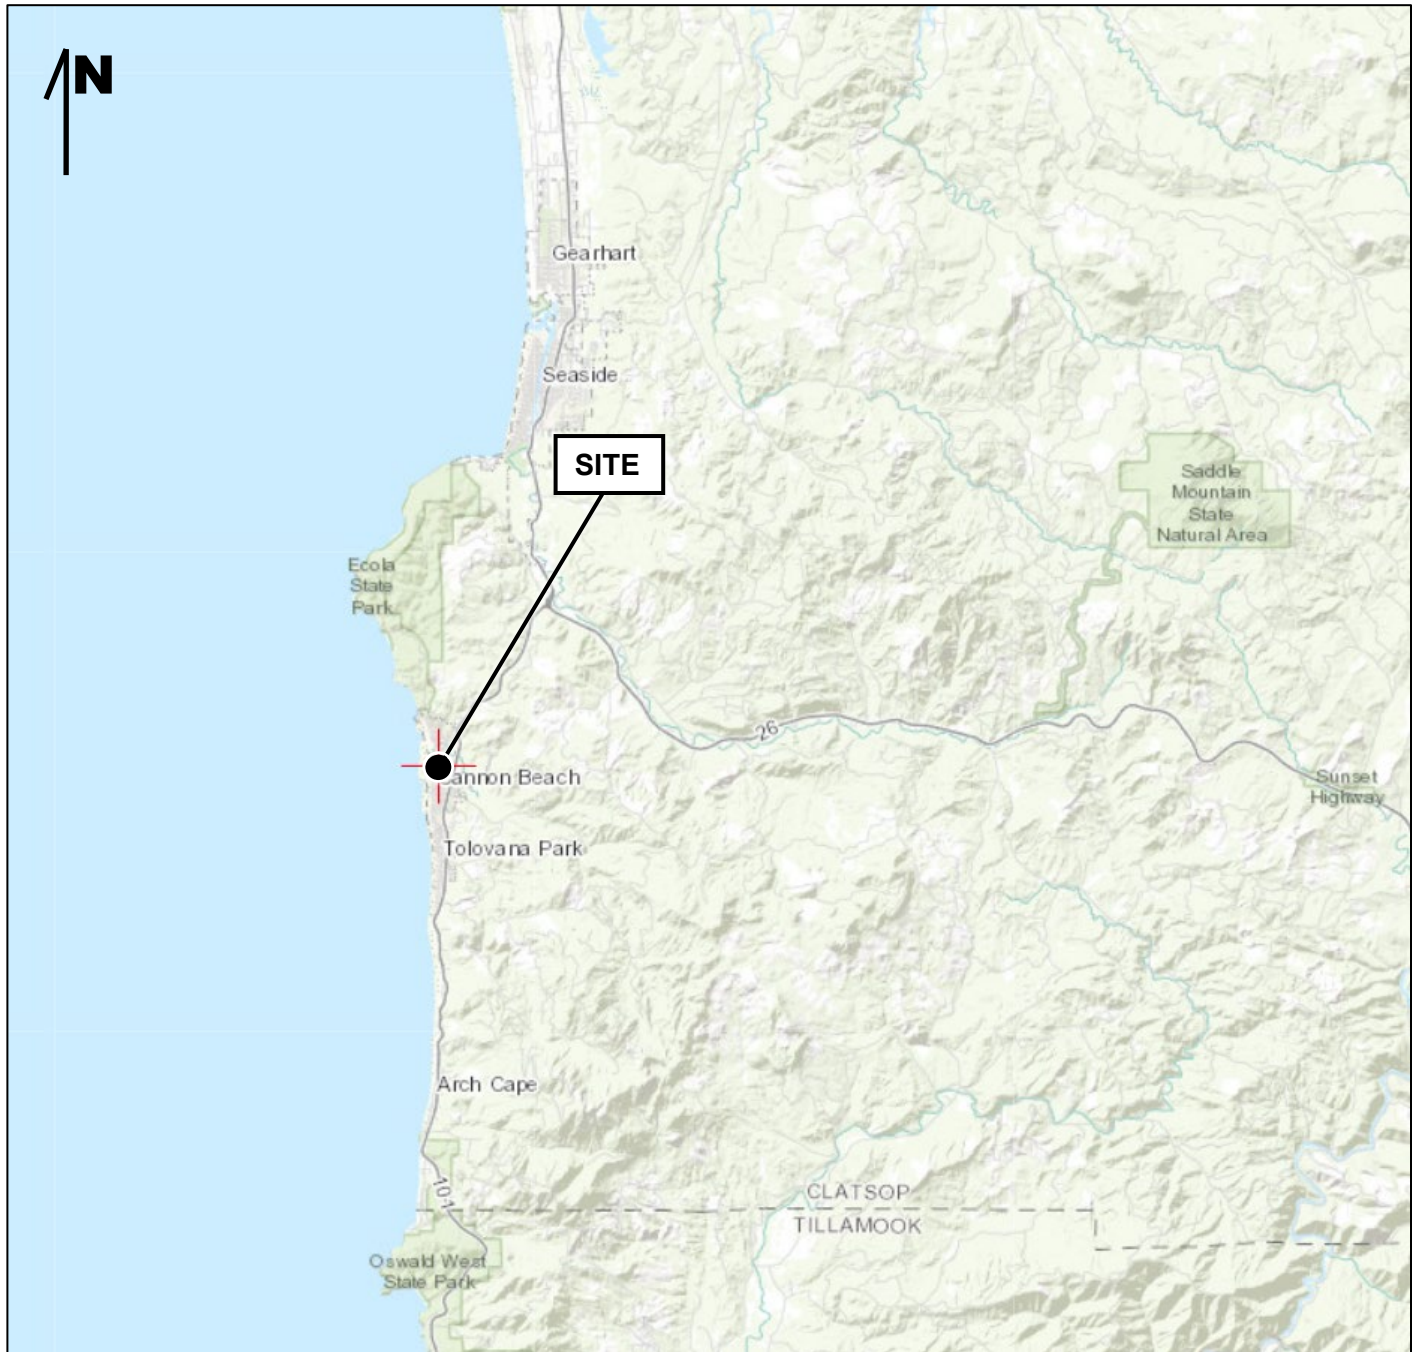 N
Gearhart
Seaside
SITE
Saddle
Mountain
State
Natural Area
Ecola
State
Park
26
annon Beach
Sunset
Highway
Tolovana Park
Arch Cape
101
CLATSOP
TILLAMOOK
Oswald West
State Park